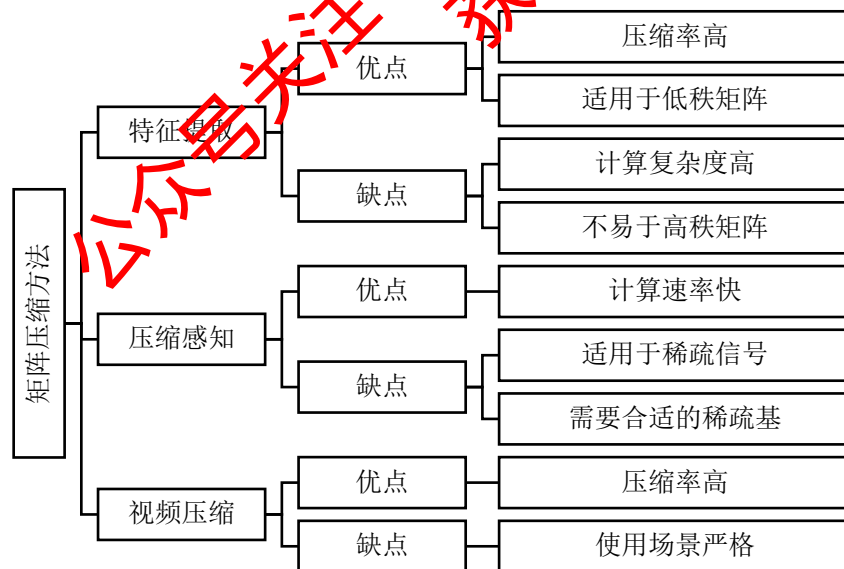 矩阵压缩方法
特征提取
优点
压缩率高
适用于低秩矩阵
缺点
计算复杂度高
不易于高秩矩阵
压缩感知
优点
计算速率快
缺点
适用于稀疏信号
需要合适的稀疏基
视频压缩
优点
压缩率高
缺点
使用场景严格
公众号关注